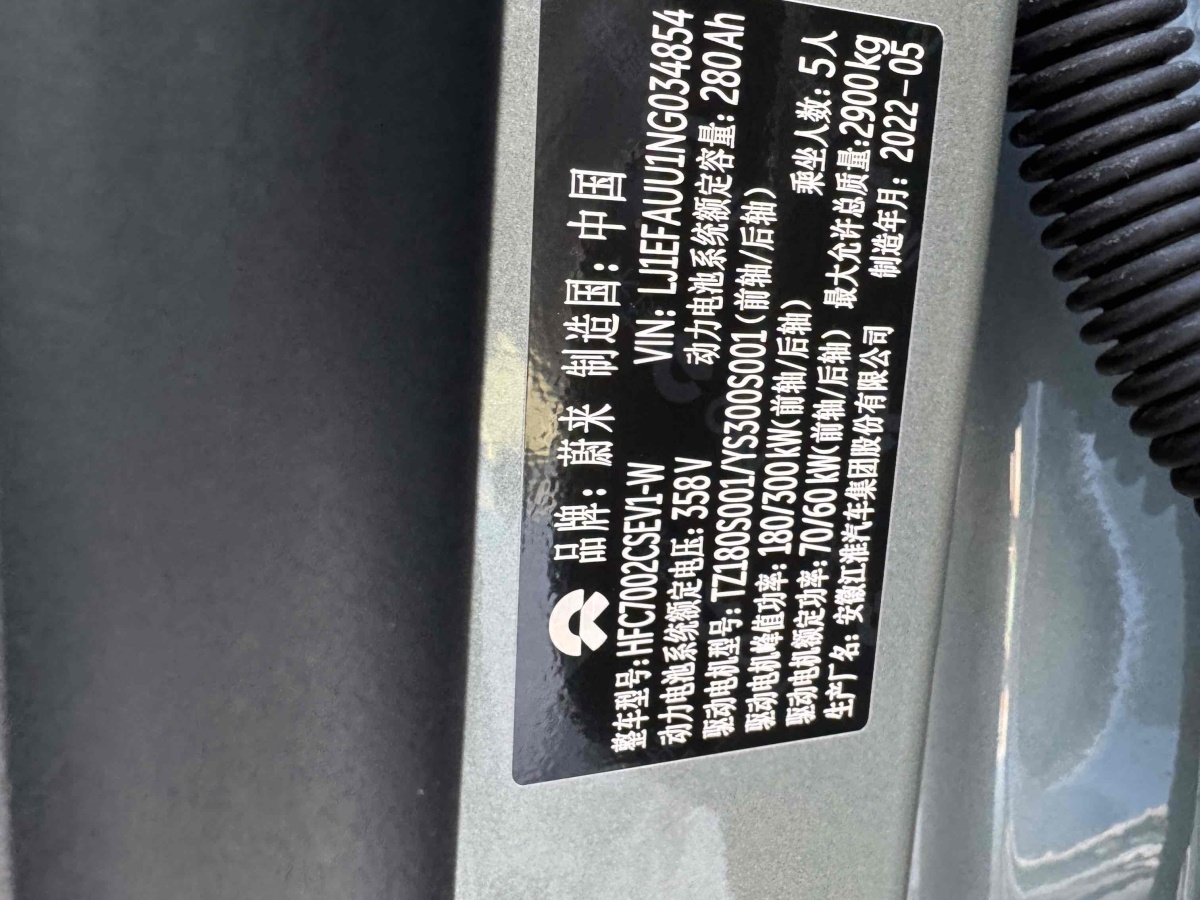 品牌：蔚来 制造国：中国
整车型号：HFC7002CSEV1-W VIN：LJ1EFAUU1NG034854
动力电池系统额定电压：358V 动力电池系统额定容量：280Ah
驱动电机型号：TZ180S001/YS300S001（前轴/后轴）
驱动电机峰值功率：180/300kW（前轴/后轴） 乘坐人数：5人
驱动电机额定功率：70/60kW（前轴/后轴） 最大允许总质量：2900kg
生产厂名：安徽江淮汽车集团股份有限公司 制造年月：2022-05